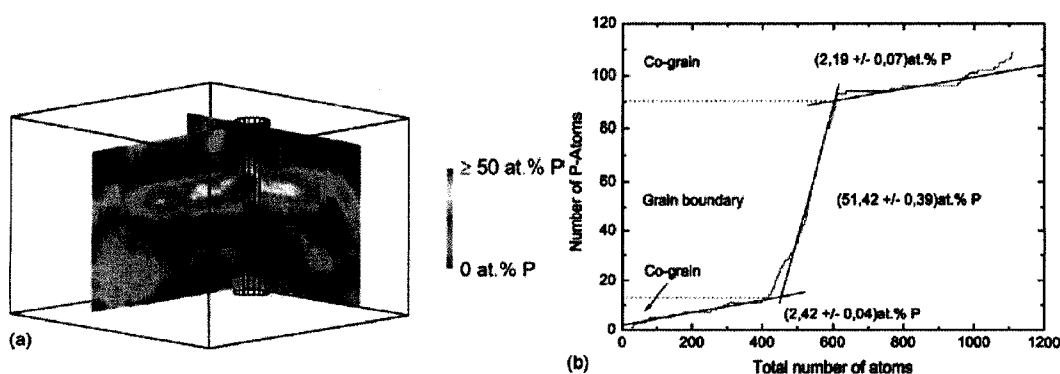 ≥ 50 at.% P
0 at.% P
(a)
120
100
80
60
40
20
0
Number of P-Atoms
Co-grain
(2,19 +/- 0,07)at.% P
Grain boundary
(51,42 +/- 0,39)at.% P
Co-grain
(2,42 +/- 0,04)at.% P
0
200
400
600
800
1000
1200
Total number of atoms
(b)